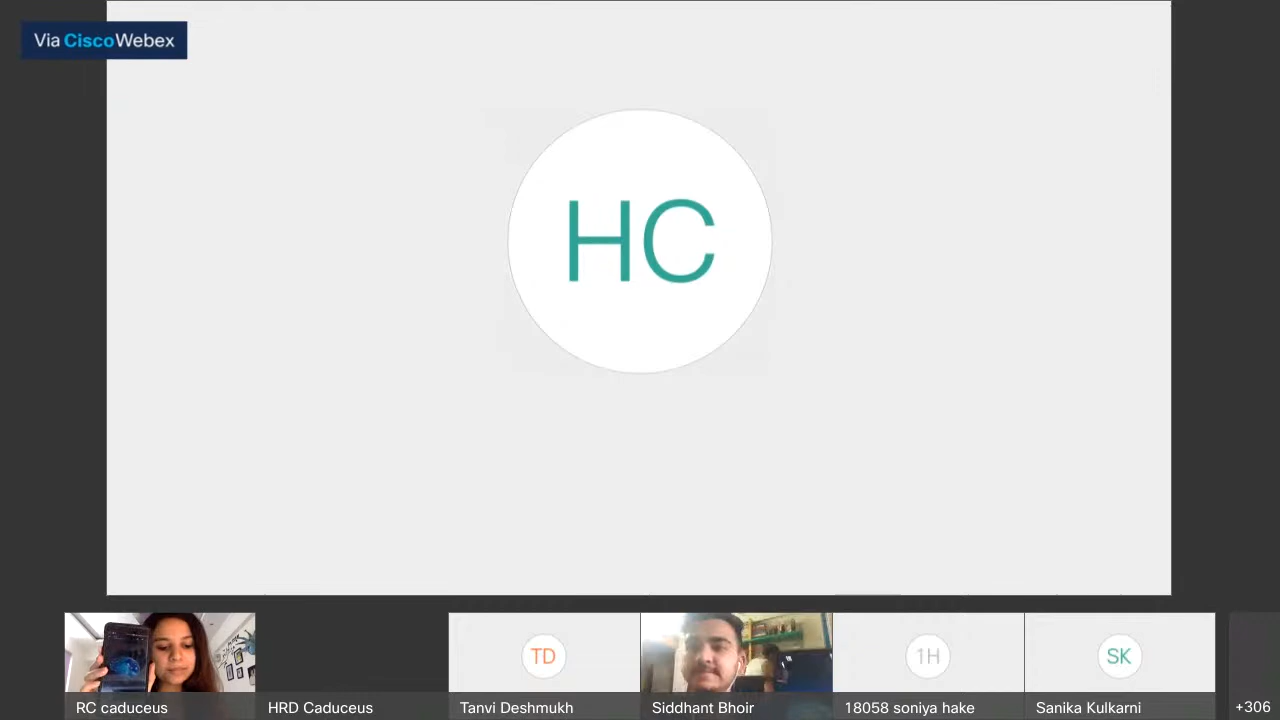 Via CiscoWebex
HC
TD
1H
SK
RC caduceus
HRD Caduceus
Tanvi Deshmukh
Siddhant Bhoir
18058 soniya hake
Sanika Kulkarni
+306